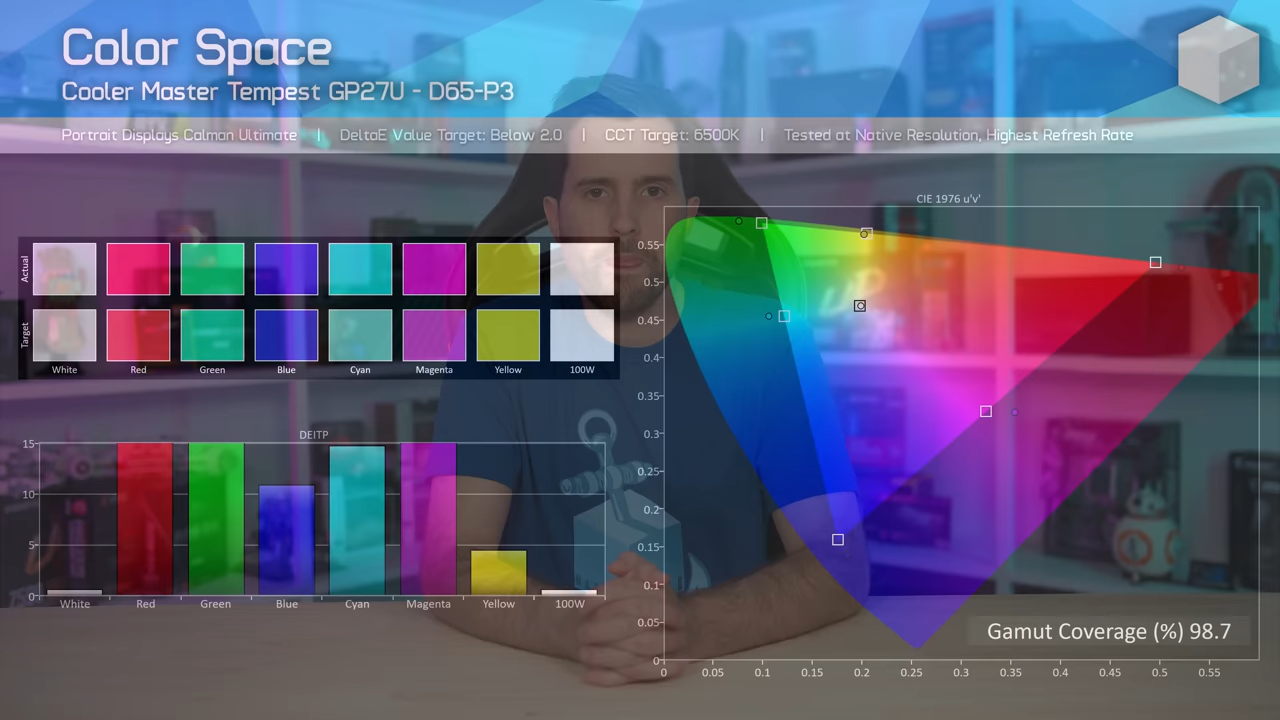 Color Space
Cooler Master Tempest GP27U - D65-P3
Portrait Displays Calman Ultimate | DeltaE Value Target: Below 2.0 | CCT Target: 6500K | Tested at Native Resolution, Highest Refresh Rate
Actual
Target
White Red Green Blue Cyan Magenta Yellow 100W
DEITP
15
10
5
0
White Red Green Blue Cyan Magenta Yellow 100W
CIE 1976 u'v'
0.55
0.5
0.45
0.4
0.35
0.3
0.25
0.2
0.15
0.1
0.05
0
Gamut Coverage (%) 98.7
0 0.05 0.1 0.15 0.2 0.25 0.3 0.35 0.4 0.45 0.5 0.55